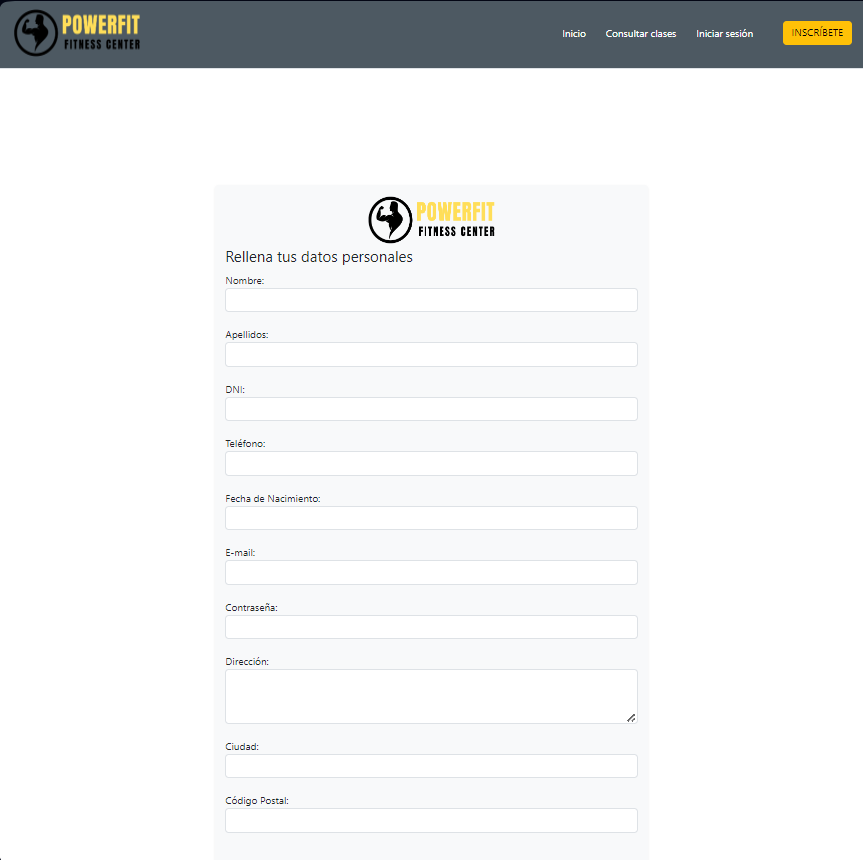 POWERFIT
FITNESS CENTER
Inicio
Consultar clases
Iniciar sesión
INSCRÍBETE
POWERFIT
FITNESS CENTER
Rellena tus datos personales
Nombre:
Apellidos:
DNI:
Teléfono:
Fecha de Nacimiento:
E-mail:
Contraseña:
Dirección:
Ciudad:
Código Postal: